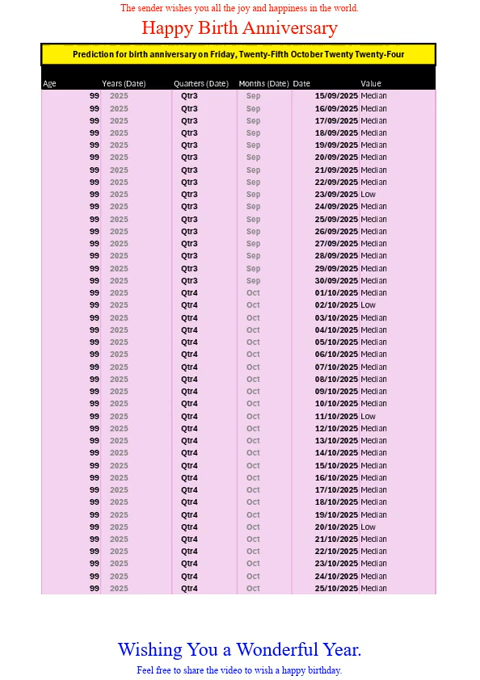 The sender wishes you all the joy and happiness in the world.
Happy Birth Anniversary
Prediction for birth anniversary on Friday, Twenty-Fifth October Twenty Twenty-Four
Age Years (Date) Quarters (Date) Months (Date) Date Value
99 2025 Qtr3 Sep 15/09/2025 Median
99 2025 Qtr3 Sep 16/09/2025 Median
99 2025 Qtr3 Sep 17/09/2025 Median
99 2025 Qtr3 Sep 18/09/2025 Median
99 2025 Qtr3 Sep 19/09/2025 Median
99 2025 Qtr3 Sep 20/09/2025 Median
99 2025 Qtr3 Sep 21/09/2025 Median
99 2025 Qtr3 Sep 22/09/2025 Median
99 2025 Qtr3 Sep 23/09/2025 Low
99 2025 Qtr3 Sep 24/09/2025 Median
99 2025 Qtr3 Sep 25/09/2025 Median
99 2025 Qtr3 Sep 26/09/2025 Median
99 2025 Qtr3 Sep 27/09/2025 Median
99 2025 Qtr3 Sep 28/09/2025 Median
99 2025 Qtr3 Sep 29/09/2025 Median
99 2025 Qtr3 Sep 30/09/2025 Median
99 2025 Qtr4 Oct 01/10/2025 Median
99 2025 Qtr4 Oct 02/10/2025 Low
99 2025 Qtr4 Oct 03/10/2025 Median
99 2025 Qtr4 Oct 04/10/2025 Median
99 2025 Qtr4 Oct 05/10/2025 Median
99 2025 Qtr4 Oct 06/10/2025 Median
99 2025 Qtr4 Oct 07/10/2025 Median
99 2025 Qtr4 Oct 08/10/2025 Median
99 2025 Qtr4 Oct 09/10/2025 Median
99 2025 Qtr4 Oct 10/10/2025 Median
99 2025 Qtr4 Oct 11/10/2025 Low
99 2025 Qtr4 Oct 12/10/2025 Median
99 2025 Qtr4 Oct 13/10/2025 Median
99 2025 Qtr4 Oct 14/10/2025 Median
99 2025 Qtr4 Oct 15/10/2025 Median
99 2025 Qtr4 Oct 16/10/2025 Median
99 2025 Qtr4 Oct 17/10/2025 Median
99 2025 Qtr4 Oct 18/10/2025 Median
99 2025 Qtr4 Oct 19/10/2025 Median
99 2025 Qtr4 Oct 20/10/2025 Low
99 2025 Qtr4 Oct 21/10/2025 Median
99 2025 Qtr4 Oct 22/10/2025 Median
99 2025 Qtr4 Oct 23/10/2025 Median
99 2025 Qtr4 Oct 24/10/2025 Median
99 2025 Qtr4 Oct 25/10/2025 Median
Wishing You a Wonderful Year.
Feel free to share the video to wish a happy birthday.